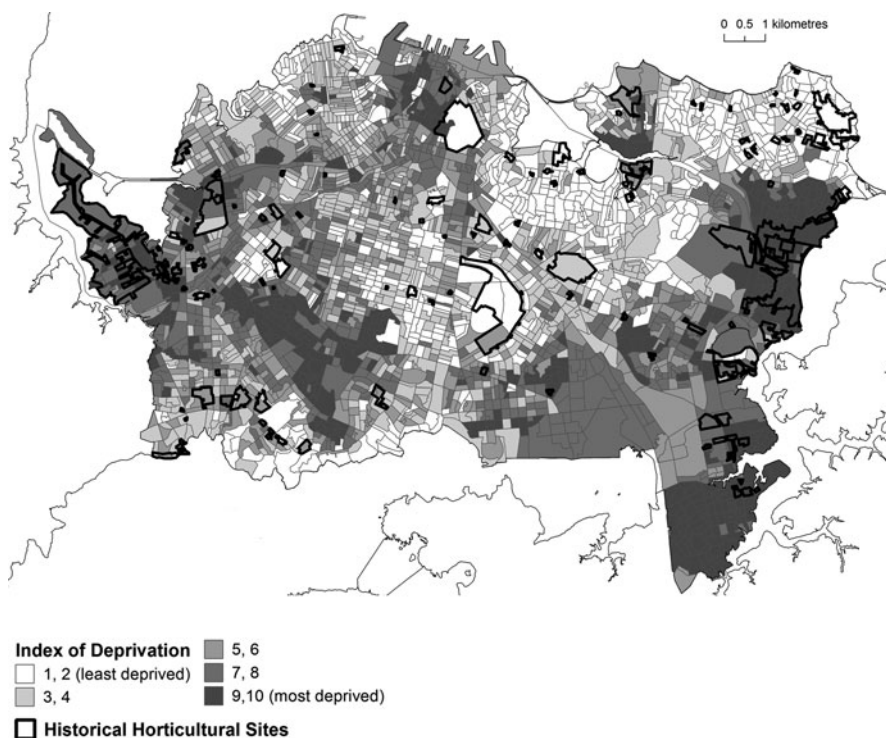 0 0.5 1 kilometres
Index of Deprivation
1, 2 (least deprived)
3, 4
5, 6
7, 8
9,10 (most deprived)
Historical Horticultural Sites